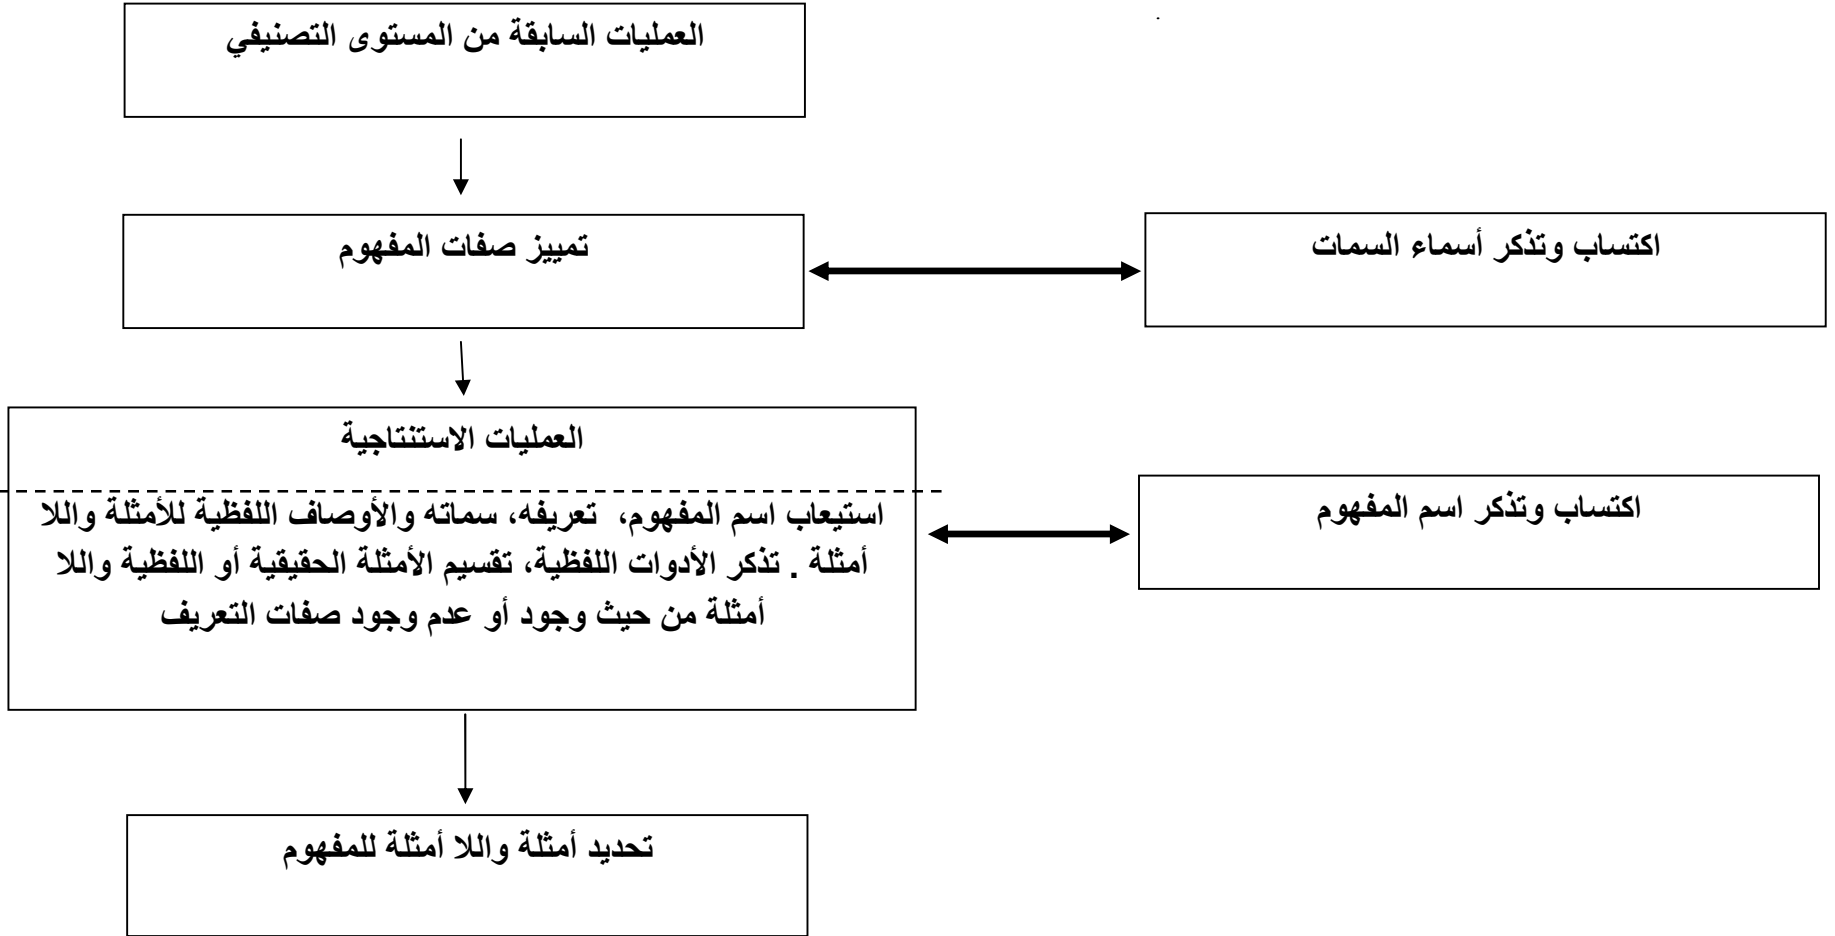 العمليات السابقة من المستوى التصنيفي
تمييز صفات المفهوم
اكتساب وتذكر أسماء السمات
العمليات الاستنتاجية
استيعاب اسم المفهوم، تعريفه، سماته والأوصاف اللفظية للأمثلة واللا
أمثلة . تذكر الأدوات اللفظية، تقسيم الأمثلة الحقيقية أو اللفظية واللا
أمثلة من حيث وجود أو عدم وجود صفات التعريف
اكتساب وتذكر اسم المفهوم
تحديد أمثلة واللا أمثلة للمفهوم